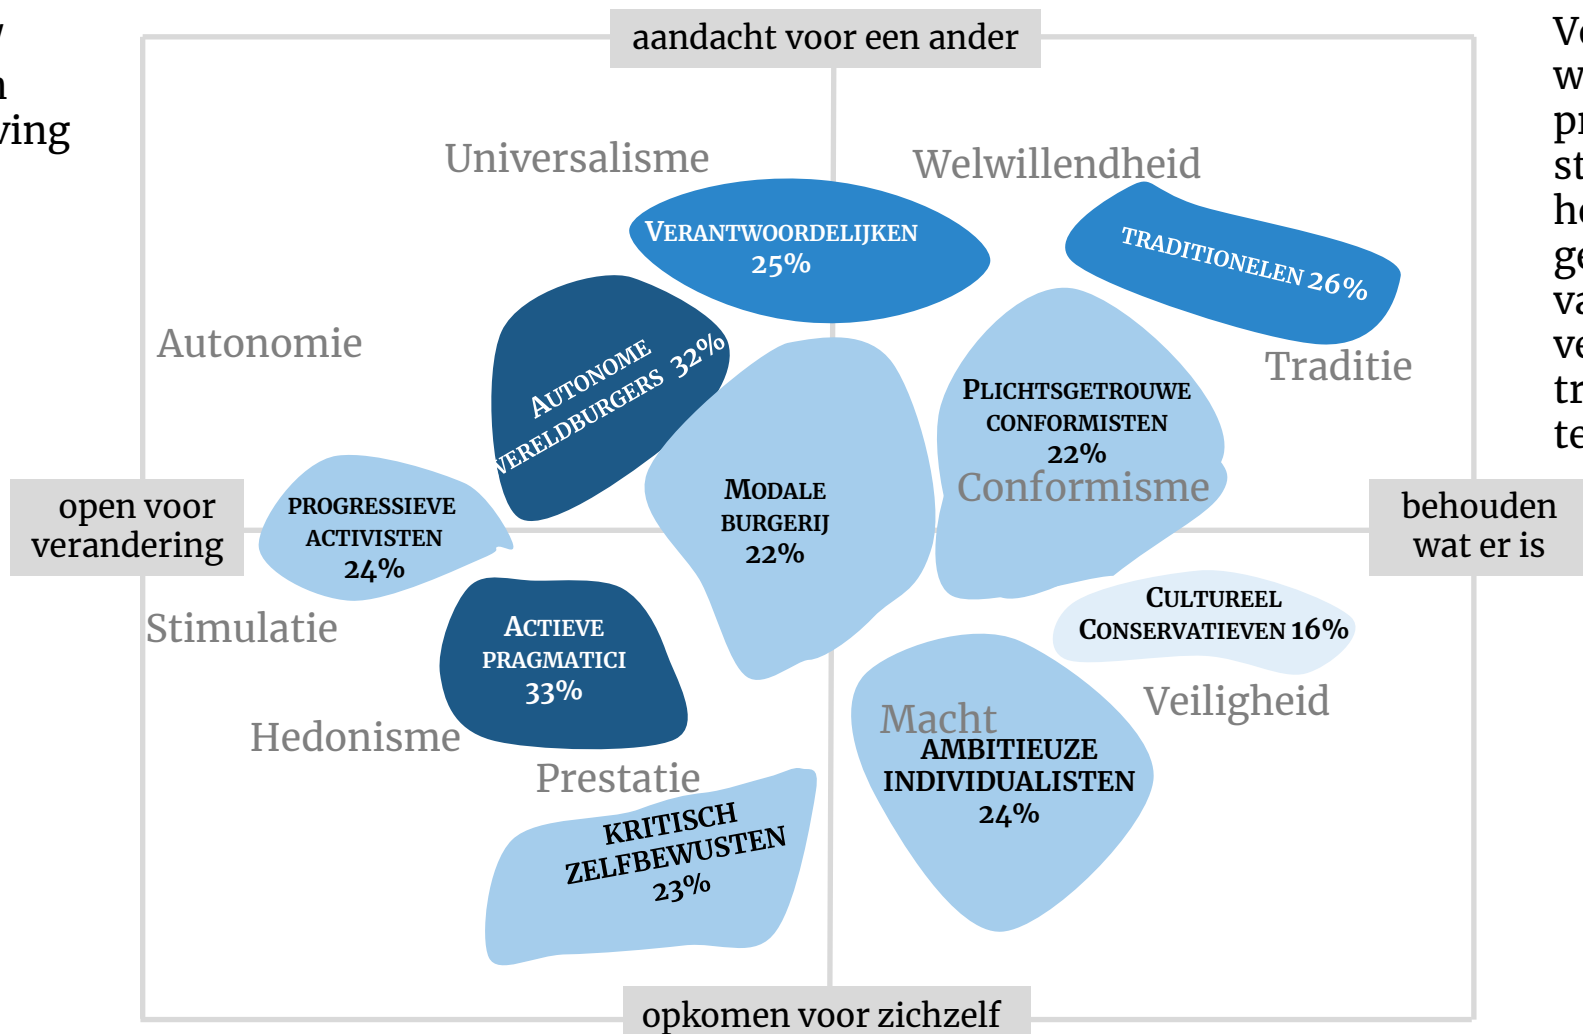 aandacht voor een ander
Universalisme
Welwillendheid
VERANTWOORDELIJKEN
25%
TRADITIONELEN 26%
Autonomie
AUTONOME
WERELDBURGERS 32%
Traditie
PLICHTSGETROUWE
CONFORMISTEN
22%
Conformisme
open voor
verandering
PROGRESSIEVE
ACTIVISTEN
24%
MODALE
BURGERIJ
22%
behouden
wat er is
Stimulatie
ACTIEVE
PRAGMATICI
33%
CULTUREEL
CONSERVATIEVEN 16%
Veiligheid
Hedonisme
Macht
AMBITIEUZE
INDIVIDUALISTEN
24%
Prestatie
KRITISCH
ZELFBEWUSTEN
23%
opkomen voor zichzelf